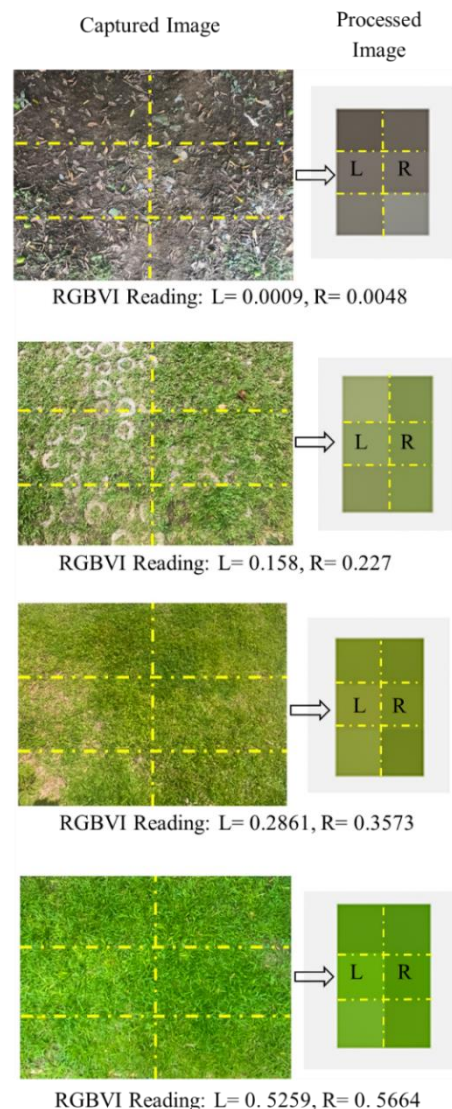 Captured Image
Processed
Image
L R
RGBVI Reading: L= 0.0009, R= 0.0048
L R
RGBVI Reading: L= 0.158, R= 0.227
L R
RGBVI Reading: L= 0.2861, R= 0.3573
L R
RGBVI Reading: L= 0. 5259, R= 0. 5664